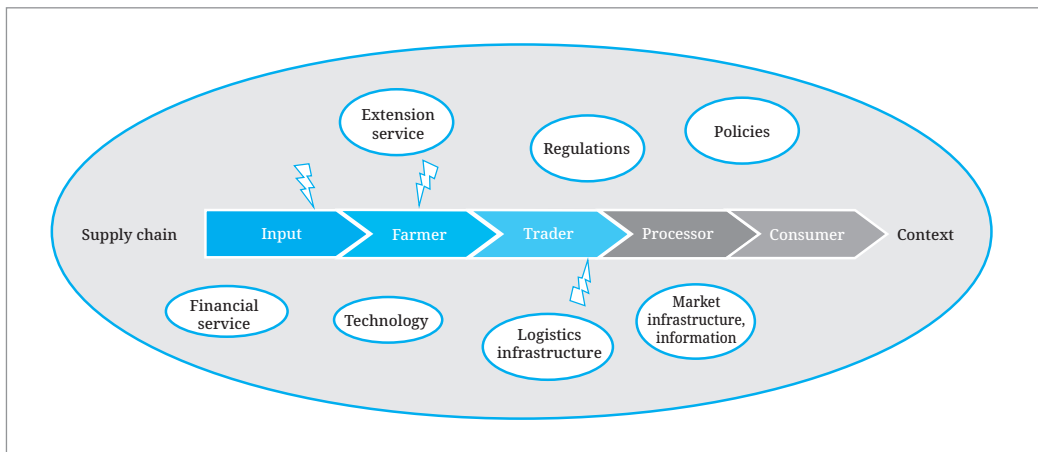 Extension
service
Regulations
Policies
Supply chain
Input
Farmer
Trader
Processor
Consumer
Context
Financial
service
Technology
Logistics
infrastructure
Market
infrastructure,
information